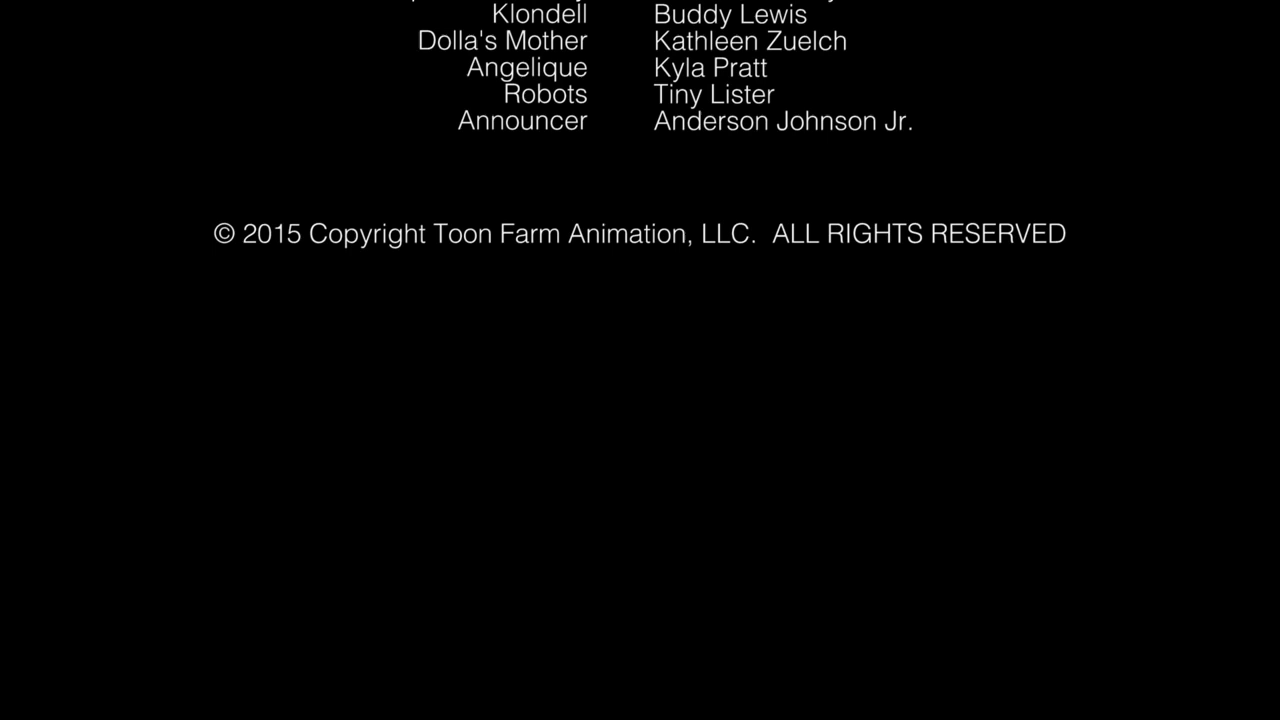 Klondell Buddy Lewis
Dolla's Mother Kathleen Zuelch
Angelique Kyla Pratt
Robots Tiny Lister
Announcer Anderson Johnson Jr.
© 2015 Copyright Toon Farm Animation, LLC. ALL RIGHTS RESERVED